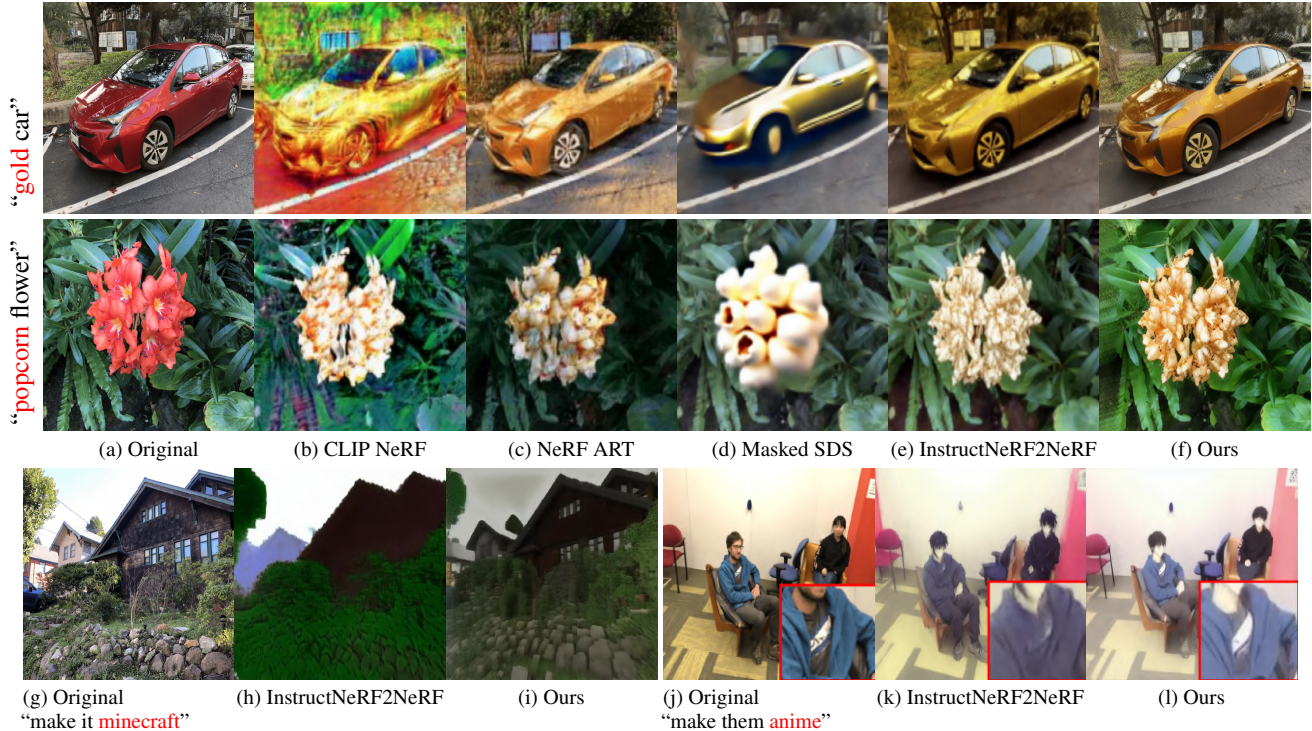 “gold car”
“popcorn flower”
(a) Original
(b) CLIP NeRF
(c) NeRF ART
(d) Masked SDS
(e) InstructNeRF2NeRF
(f) Ours
(g) Original
“make it minecraft”
(h) InstructNeRF2NeRF
(i) Ours
(j) Original
“make them anime”
(k) InstructNeRF2NeRF
(l) Ours